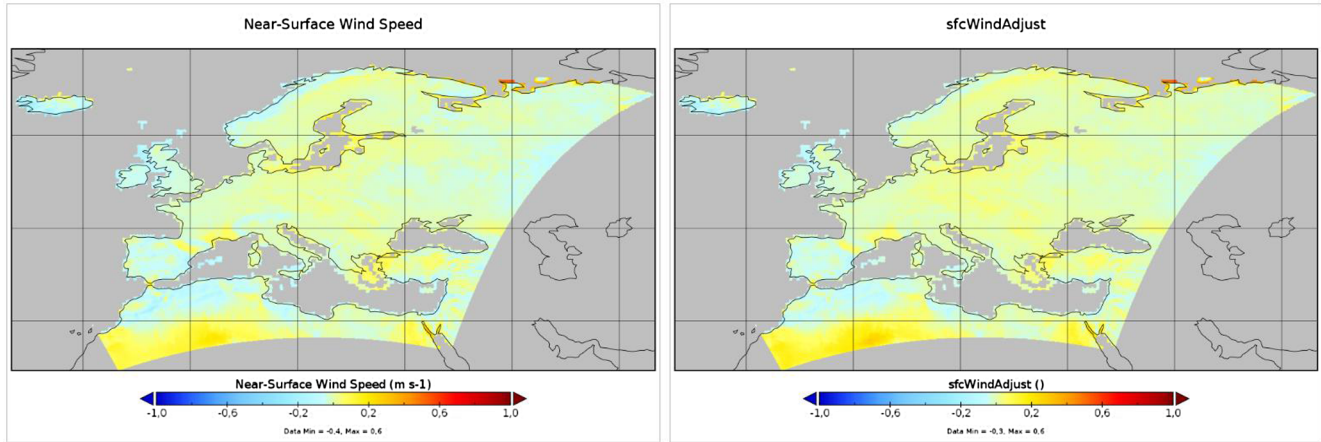 Near-Surface Wind Speed
Near-Surface Wind Speed (m s-1)
-1,0 -0,6 -0,2 0,2 0,6 1,0
Data Min = -0,4, Max = 0,6
sfcWindAdjust
sfcWindAdjust ()
-1,0 -0,6 -0,2 0,2 0,6 1,0
Data Min = -0,3, Max = 0,6